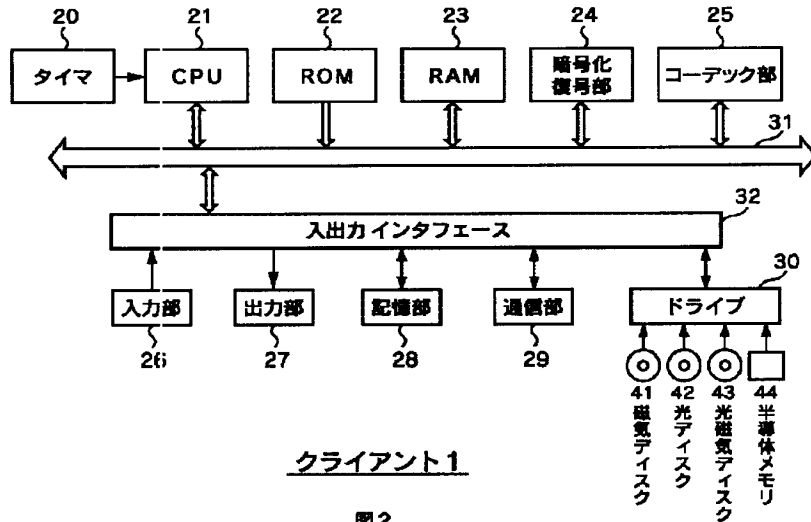 20 21 22 23 24 25
タイマ CPU ROM RAM 暗号化復号部 コーデック部
31
32
入出力インタフェース
30
入力部 出力部 記憶部 通信部 ドライブ
26 27 28 29
41 42 43 44
磁気ディスク
光ディスク
光磁気ディスク
半導体メモリ
クライアント1
図2